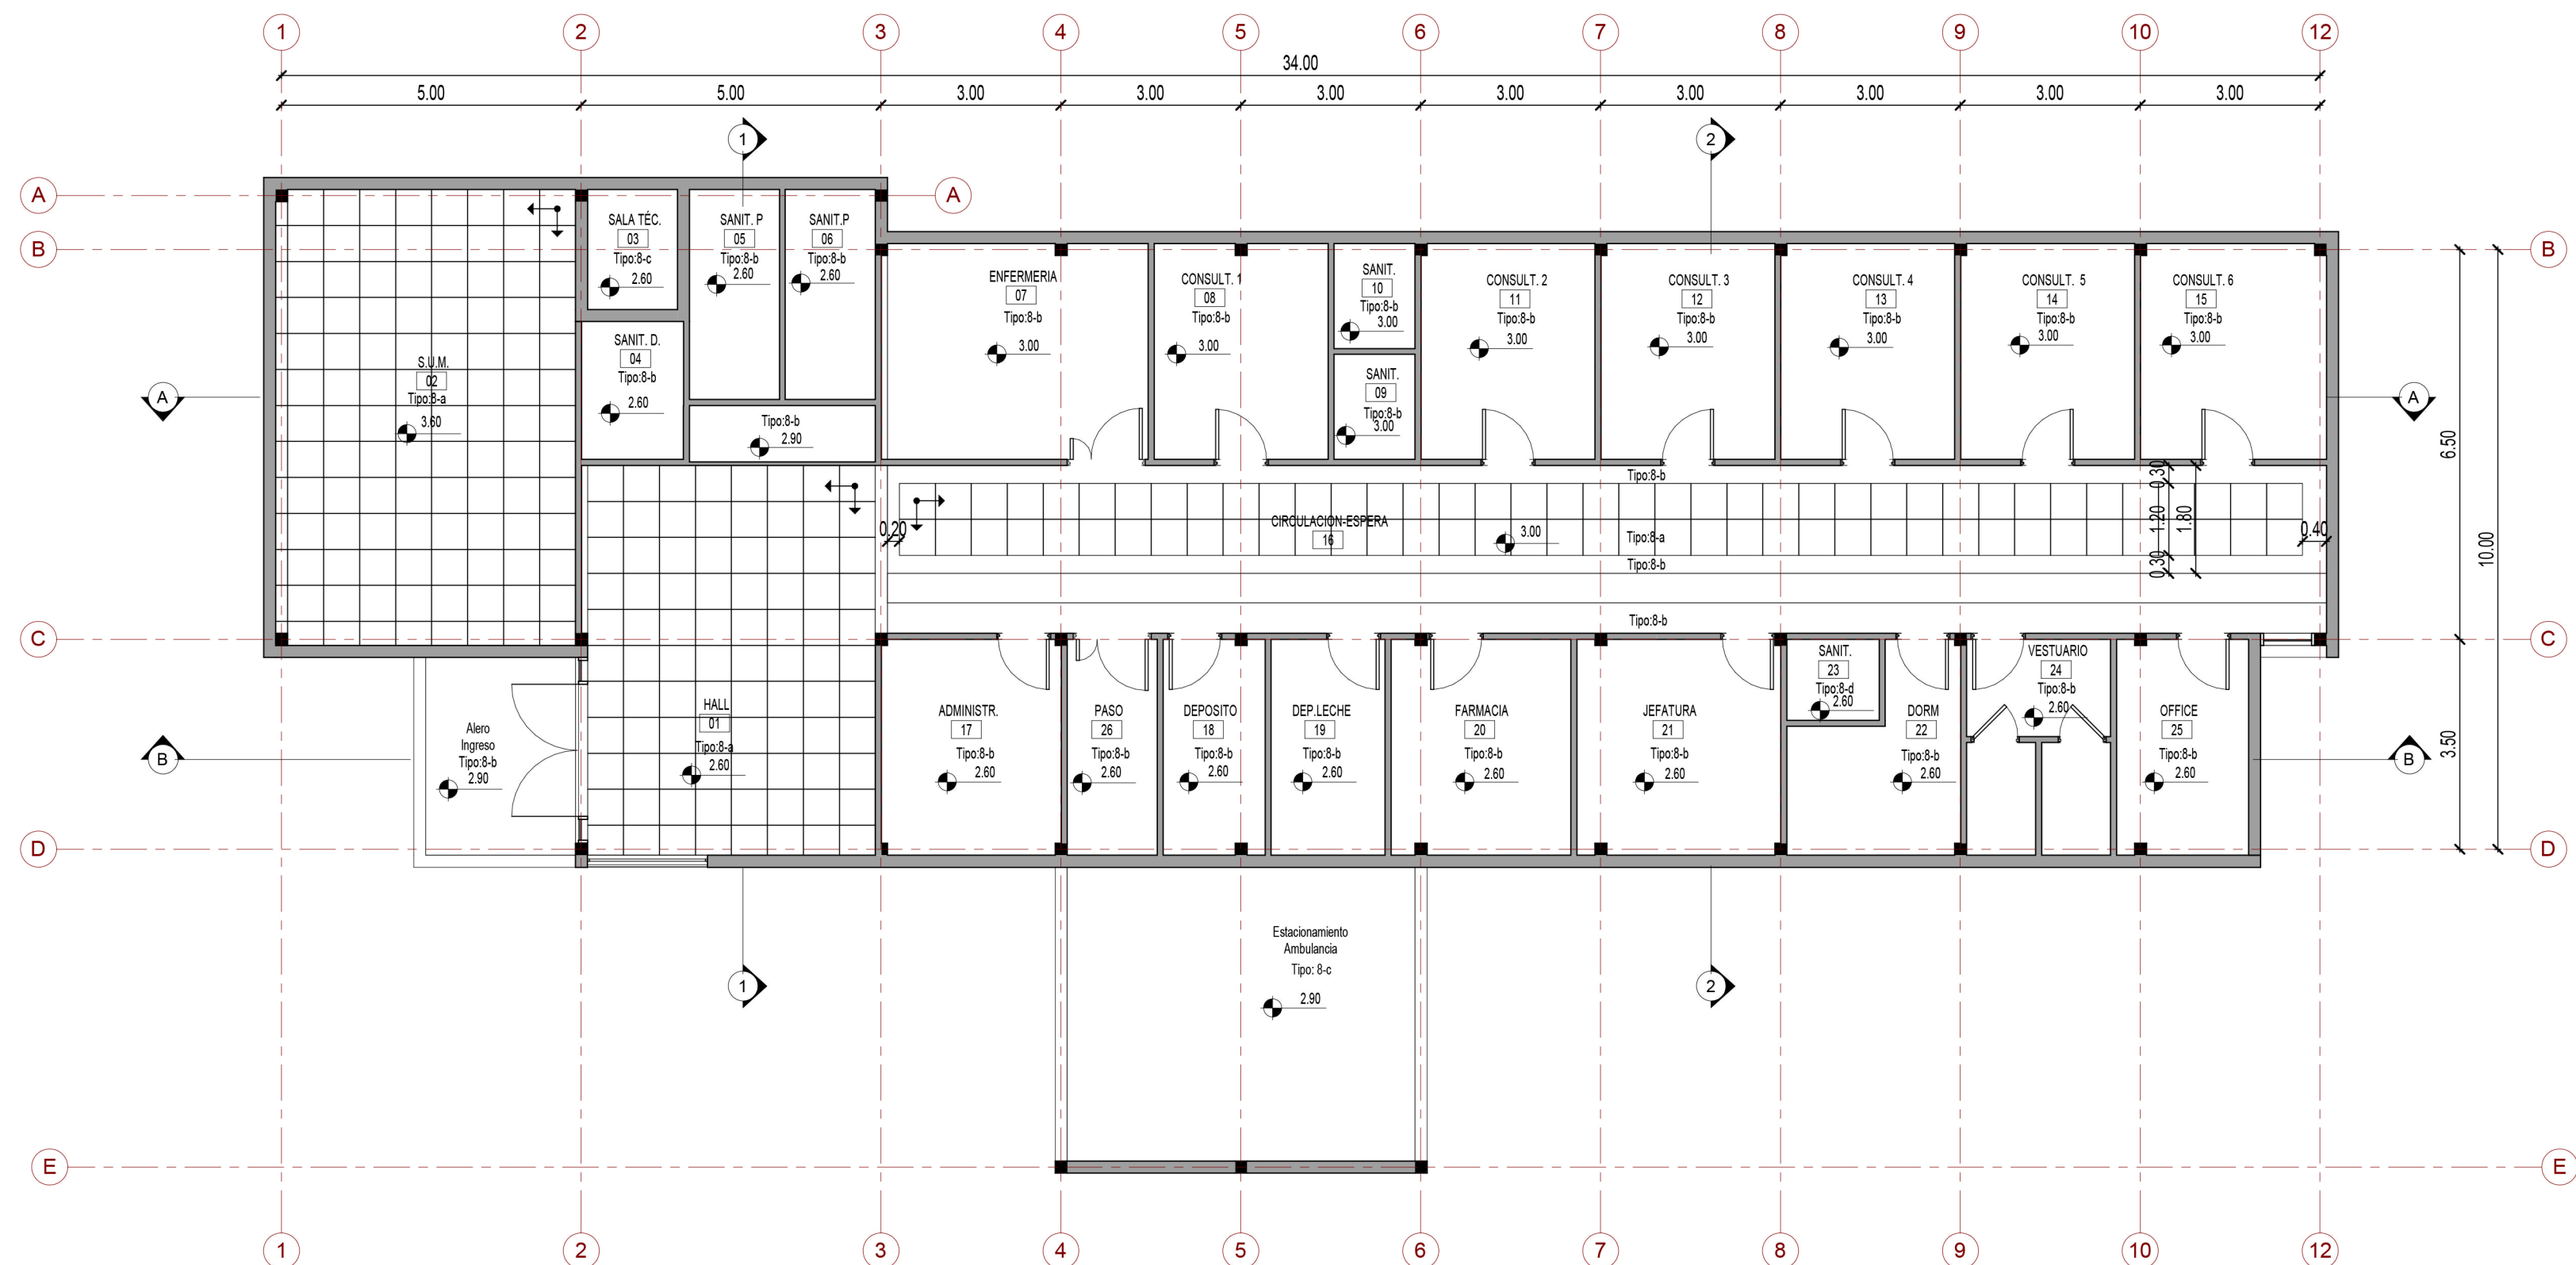 1 2 3 4 5 6 7 8 9 10 12
34.00
5.00 5.00 3.00 3.00 3.00 3.00 3.00 3.00 3.00 3.00
1 2
A A
B B
SALA TÉC.
03
Tipo:8-c
2.60
SANIT. P
05
Tipo:8-b
2.60
SANIT.P
06
Tipo:8-b
2.60
ENFERMERIA
07
Tipo:8-b
3.00
CONSULT. 1
08
Tipo:8-b
3.00
SANIT.
10
Tipo:8-b
3.00
CONSULT. 2
11
Tipo:8-b
3.00
CONSULT. 3
12
Tipo:8-b
3.00
CONSULT. 4
13
Tipo:8-b
3.00
CONSULT. 5
14
Tipo:8-b
3.00
CONSULT. 6
15
Tipo:8-b
3.00
SANIT. D.
04
Tipo:8-b
2.60
S.U.M.
02
Tipo:8-a
3.60
SANIT.
09
Tipo:8-b
3.00
A A
Tipo:8-b
2.90
6.50
10.00
Tipo:8-b
0.30
0.20
CIRCULACION-ESPERA
16
3.00
Tipo:8-a
1.20
1.80
0.40
Tipo:8-b
0.30
Tipo:8-b
C C
HALL
01
Tipo:8-a
2.60
Alero
Ingreso
Tipo:8-b
2.90
ADMINISTR.
17
Tipo:8-b
2.60
PASO
26
Tipo:8-b
2.60
DEPOSITO
18
Tipo:8-b
2.60
DEP.LECHE
19
Tipo:8-b
2.60
FARMACIA
20
Tipo:8-b
2.60
JEFATURA
21
Tipo:8-b
2.60
SANIT.
23
Tipo:8-d
2.60
DORM
22
Tipo:8-b
2.60
VESTUARIO
24
Tipo:8-b
2.60
OFFICE
25
Tipo:8-b
2.60
3.50
B B
D D
Estacionamiento
Ambulancia
Tipo: 8-c
2.90
1 2
E E
1 2 3 4 5 6 7 8 9 10 12